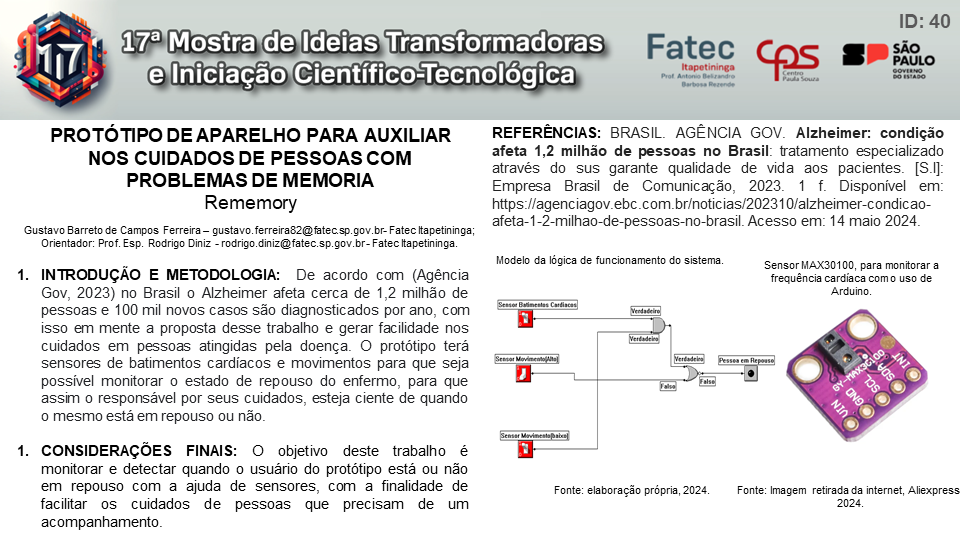 ID: 40
17ª Mostra de Ideias Transformadoras
e Iniciação Científico-Tecnológica
M17
Fatec
Itapetininga
Prof. Antonio Belizandro
Barbosa Rezende
CPS
Centro
Paula Souza
SP
SÃO PAULO
GOVERNO
DO ESTADO
PROTÓTIPO DE APARELHO PARA AUXILIAR
NOS CUIDADOS DE PESSOAS COM
PROBLEMAS DE MEMORIA
Rememory
Gustavo Barreto de Campos Ferreira – gustavo.ferreira82@fatec.sp.gov.br- Fatec Itapetininga;
Orientador: Prof. Esp. Rodrigo Diniz - rodrigo.diniz@fatec.sp.gov.br - Fatec Itapetininga.
1. INTRODUÇÃO E METODOLOGIA: De acordo com (Agência
Gov, 2023) no Brasil o Alzheimer afeta cerca de 1,2 milhão de
pessoas e 100 mil novos casos são diagnosticados por ano, com
isso em mente a proposta desse trabalho e gerar facilidade nos
cuidados em pessoas atingidas pela doença. O protótipo terá
sensores de batimentos cardíacos e movimentos para que seja
possível monitorar o estado de repouso do enfermo, para que
assim o responsável por seus cuidados, esteja ciente de quando
o mesmo está em repouso ou não.
1. CONSIDERAÇÕES FINAIS: O objetivo deste trabalho é
monitorar e detectar quando o usuário do protótipo está ou não
em repouso com a ajuda de sensores, com a finalidade de
facilitar os cuidados de pessoas que precisam de um
acompanhamento.
REFERÊNCIAS: BRASIL. AGÊNCIA GOV. Alzheimer: condição
afeta 1,2 milhão de pessoas no Brasil: tratamento especializado
através do sus garante qualidade de vida aos pacientes. [S.l]:
Empresa Brasil de Comunicação, 2023. 1 f. Disponível em:
https://agenciagov.ebc.com.br/noticias/202310/alzheimer-condicao-
afeta-1-2-milhao-de-pessoas-no-brasil. Acesso em: 14 maio 2024.
Modelo da lógica de funcionamento do sistema.
Sensor Batimentos Cardíacos
Verdadeiro
Verdadeiro
Sensor Movimento(Alto)
Verdadeiro
Pessoa em Repouso
Falso
Falso
Sensor Movimento(baixo)
Fonte: elaboração própria, 2024.
Sensor MAX30100, para monitorar a
frequência cardíaca com o uso de
Arduino.
GY-MAX30100
INT
SDA
SCL
GND
VIN
Fonte: Imagem retirada da internet, Aliexpress
2024.